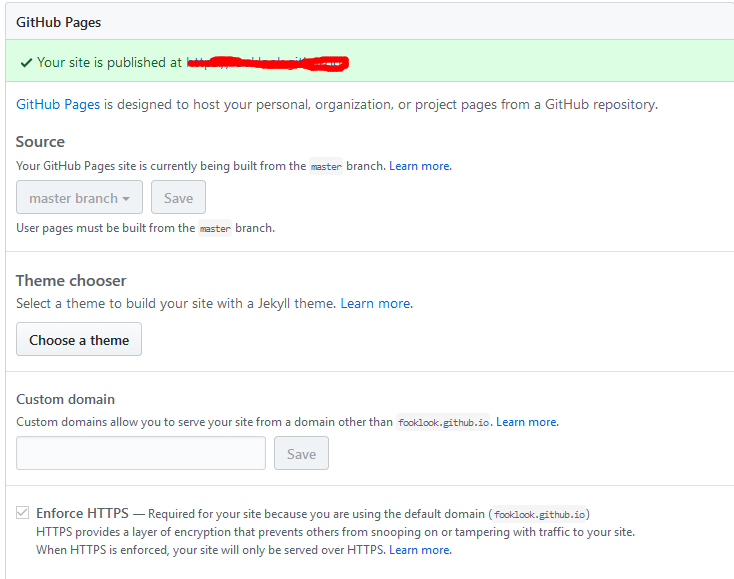 GitHub Pages
Your site is published at
GitHub Pages is designed to host your personal, organization, or project pages from a GitHub repository.
Source
Your GitHub Pages site is currently being built from the master branch. Learn more.
master branch Save
User pages must be built from the master branch.
Theme chooser
Select a theme to build your site with a Jekyll theme. Learn more.
Choose a theme
Custom domain
Custom domains allow you to serve your site from a domain other than fooklook.github.io. Learn more.
Save
Enforce HTTPS — Required for your site because you are using the default domain (fooklook.github.io)
HTTPS provides a layer of encryption that prevents others from snooping on or tampering with traffic to your site.
When HTTPS is enforced, your site will only be served over HTTPS. Learn more.